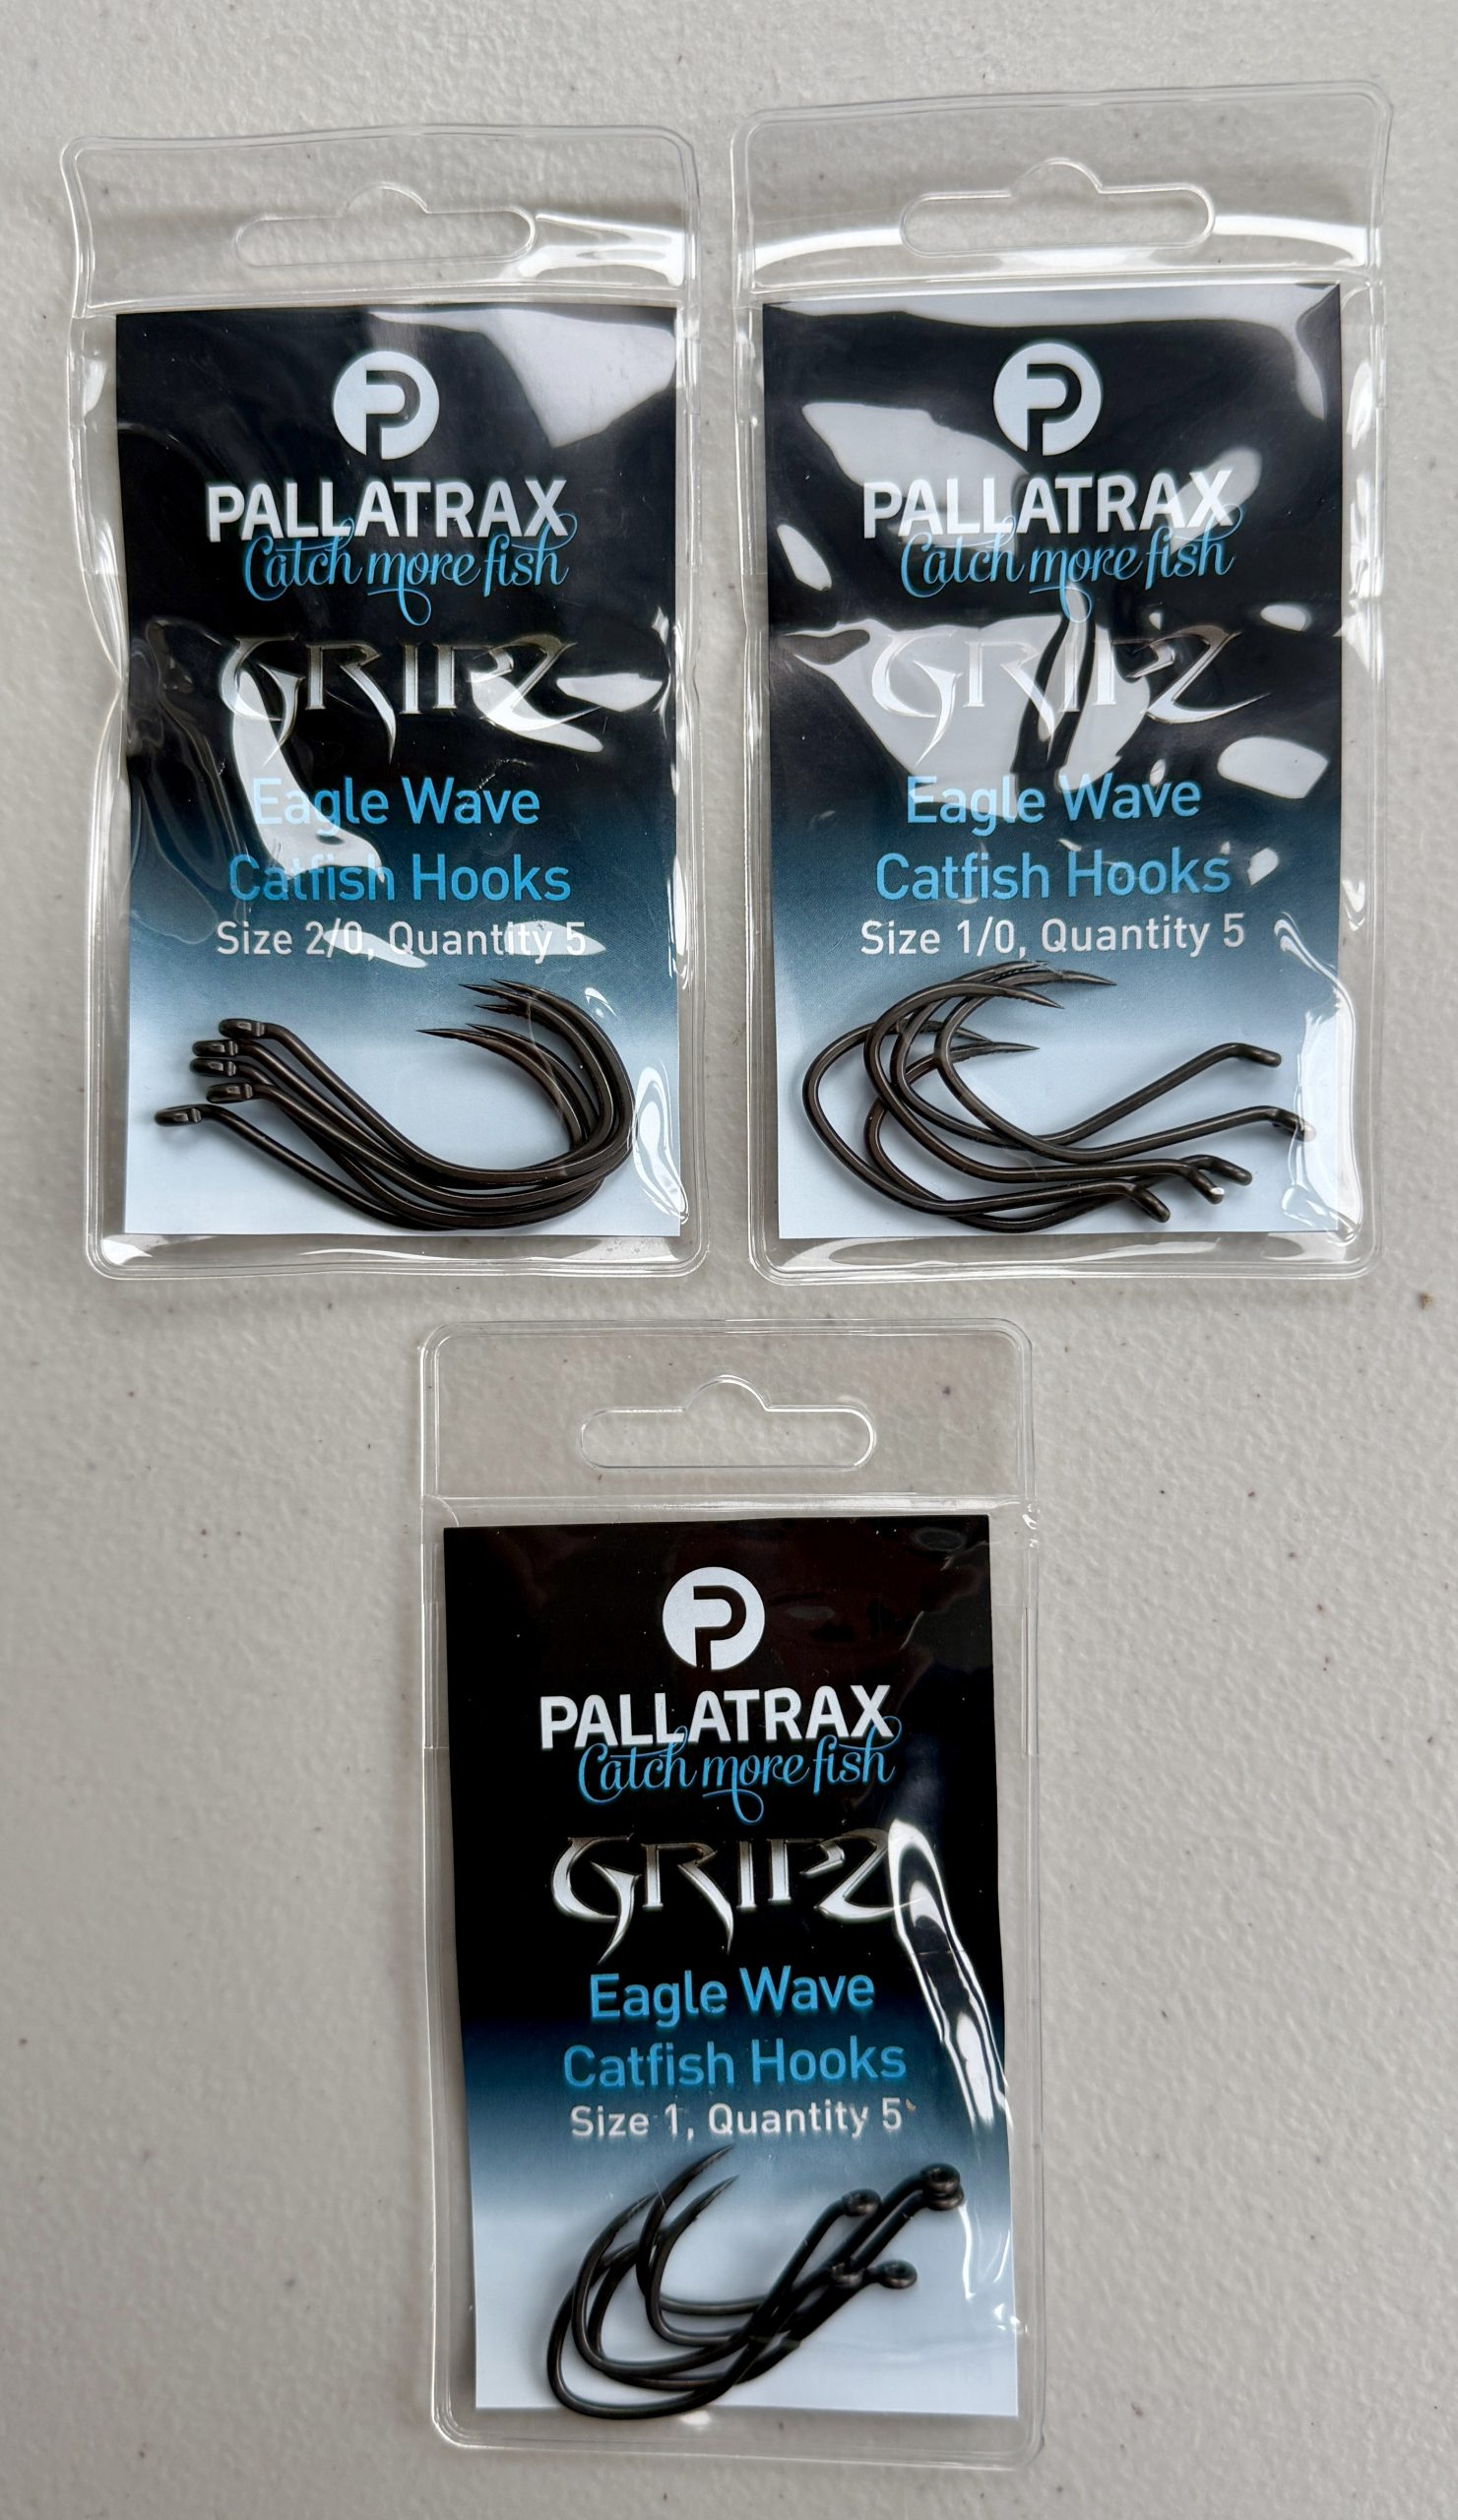 P
PALLATRAX
Catch more fish
GRIPZ
Eagle Wave
Catfish Hooks
Size 2/0, Quantity 5
P
PALLATRAX
Catch more fish
GRIPZ
Eagle Wave
Catfish Hooks
Size 1/0, Quantity 5
P
PALLATRAX
Catch more fish
GRIPZ
Eagle Wave
Catfish Hooks
Size 1, Quantity 5